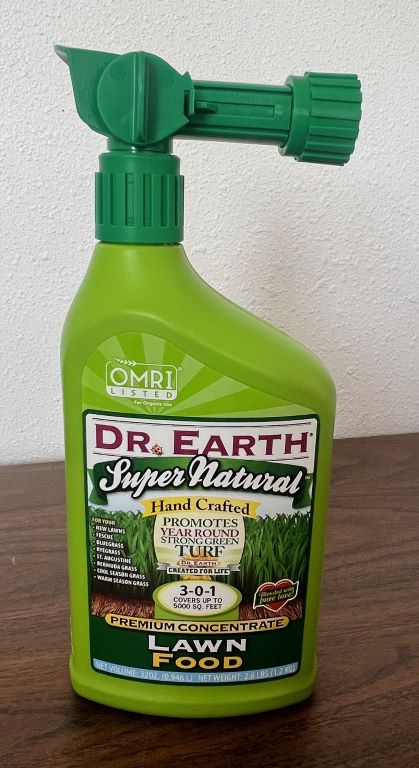 OMRI
LISTED
For Organic Use
DR. EARTH®
Super Natural™
Hand Crafted
PROMOTES
YEAR ROUND
STRONG GREEN
TURF
DR. EARTH
CREATED FOR LIFE
FOR YOUR
• NEW LAWNS
• FESCUE
• BLUEGRASS
• RYEGRASS
• ST. AUGUSTINE
• BERMUDA GRASS
• COOL SEASON GRASS
• WARM SEASON GRASS
3-0-1
COVERS UP TO
5000 SQ. FEET
Blended with
pure love!
PREMIUM CONCENTRATE
LAWN
FOOD
NET VOLUME: 32OZ. (0.946 L) NET WEIGHT: 2.6 LBS (1.2 KG)